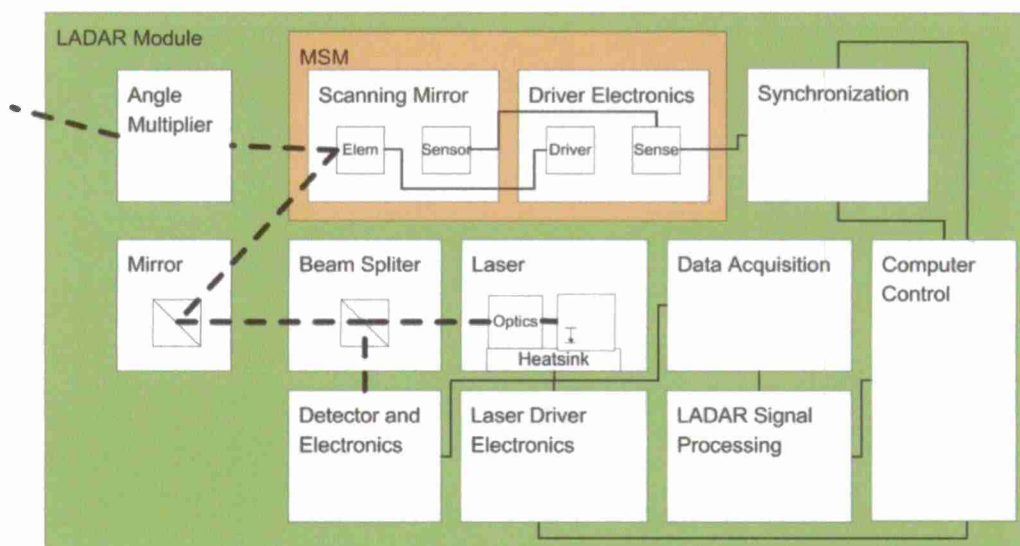 LADAR Module
MSM
Angle
Multiplier
Scanning Mirror
Elem
Sensor
Driver Electronics
Driver
Sense
Synchronization
Mirror
Beam Spliter
Laser
Optics
Heatsink
Data Acquisition
Computer
Control
Detector and
Electronics
Laser Driver
Electronics
LADAR Signal
Processing